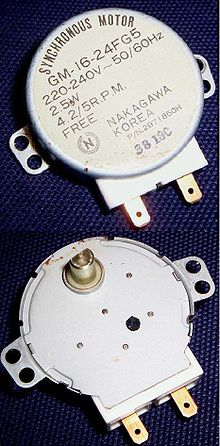 SYNCHRONOUS MOTOR
GM-16-24FG5
220-240V~50/60Hz
2.5W
4.2/5R.P.M.
FREE
N
NAKAGAWA
KOREA
P/N.2671860H
38 19C